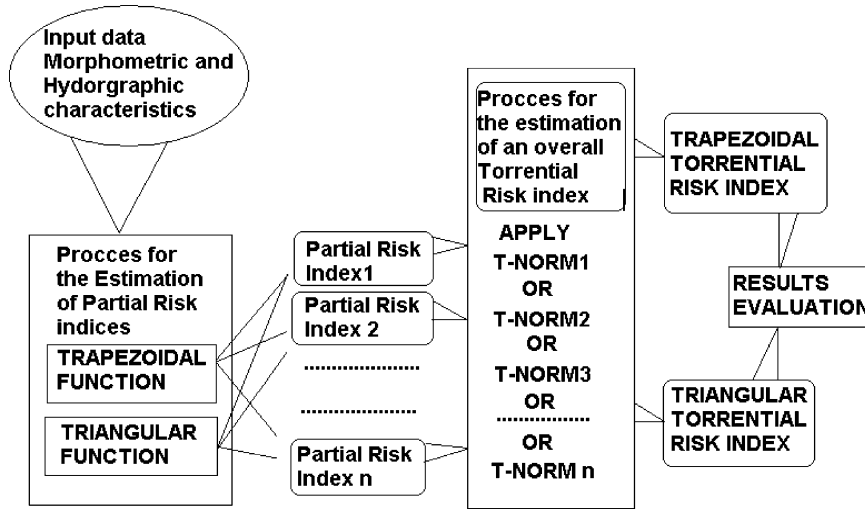 Input data
Morphometric and
Hydorgraphic
characteristics
Procces for
the Estimation
of Partial Risk
indices
TRAPEZOIDAL
FUNCTION
TRIANGULAR
FUNCTION
Partial Risk
Index1
Partial Risk
Index 2
....................
....................
Partial Risk
Index n
Procces for
the estimation
of an overall
Torrential
Risk index
APPLY
T-NORM1
OR
T-NORM2
OR
T-NORM3
OR
....................
OR
T-NORM n
TRAPEZOIDAL
TORRENTIAL
RISK INDEX
RESULTS
EVALUATION
TRIANGULAR
TORRENTIAL
RISK INDEX